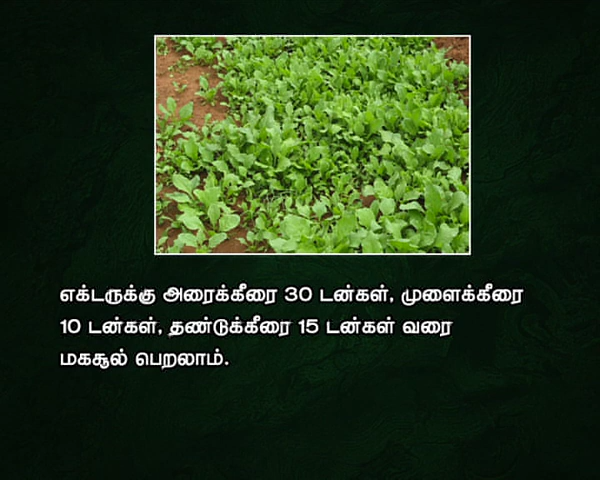 எக்டருக்கு அரைக்கீரை 30 டன்கள், முளைக்கீரை
10 டன்கள், தண்டுக்கீரை 15 டன்கள் வரை
மகசூல் பெறலாம்.